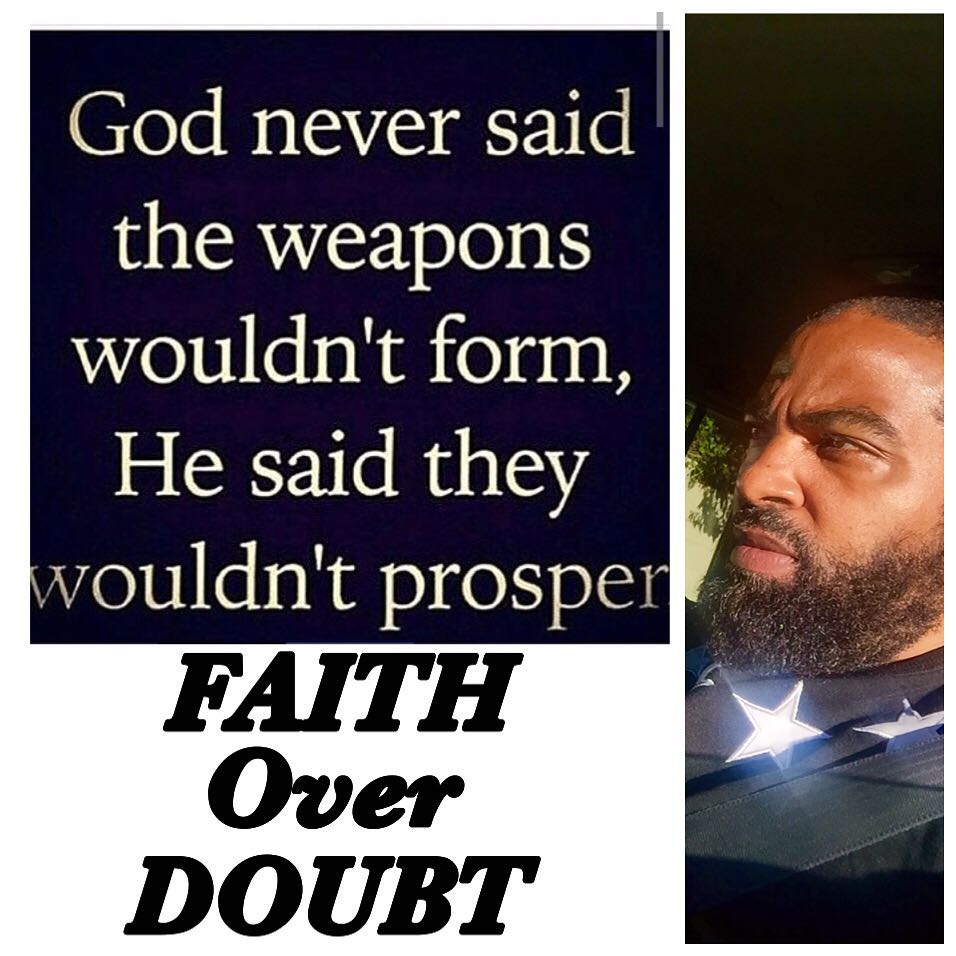 God never said
the weapons
wouldn't form,
He said they
wouldn't prosper
FAITH
Over
DOUBT